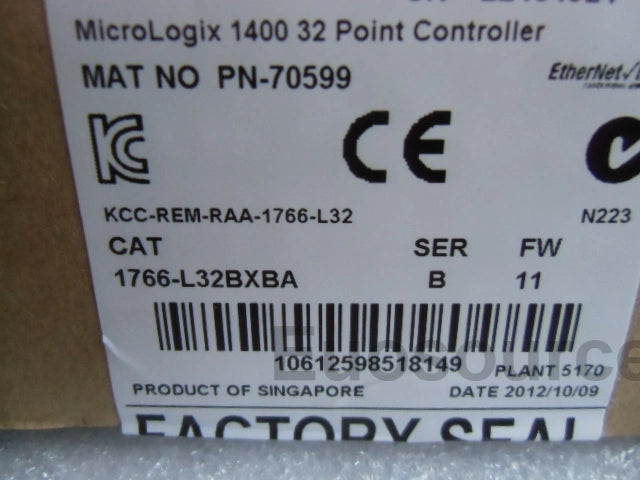 MicroLogix 1400 32 Point Controller
MAT NO PN-70599
EtherNet/
KCC-REM-RAA-1766-L32
N223
CAT SER FW
1766-L32BXBA B 11
Euosource
10612598518149
PLANT 5170
PRODUCT OF SINGAPORE
DATE 2012/10/09
FACTORY SEAL